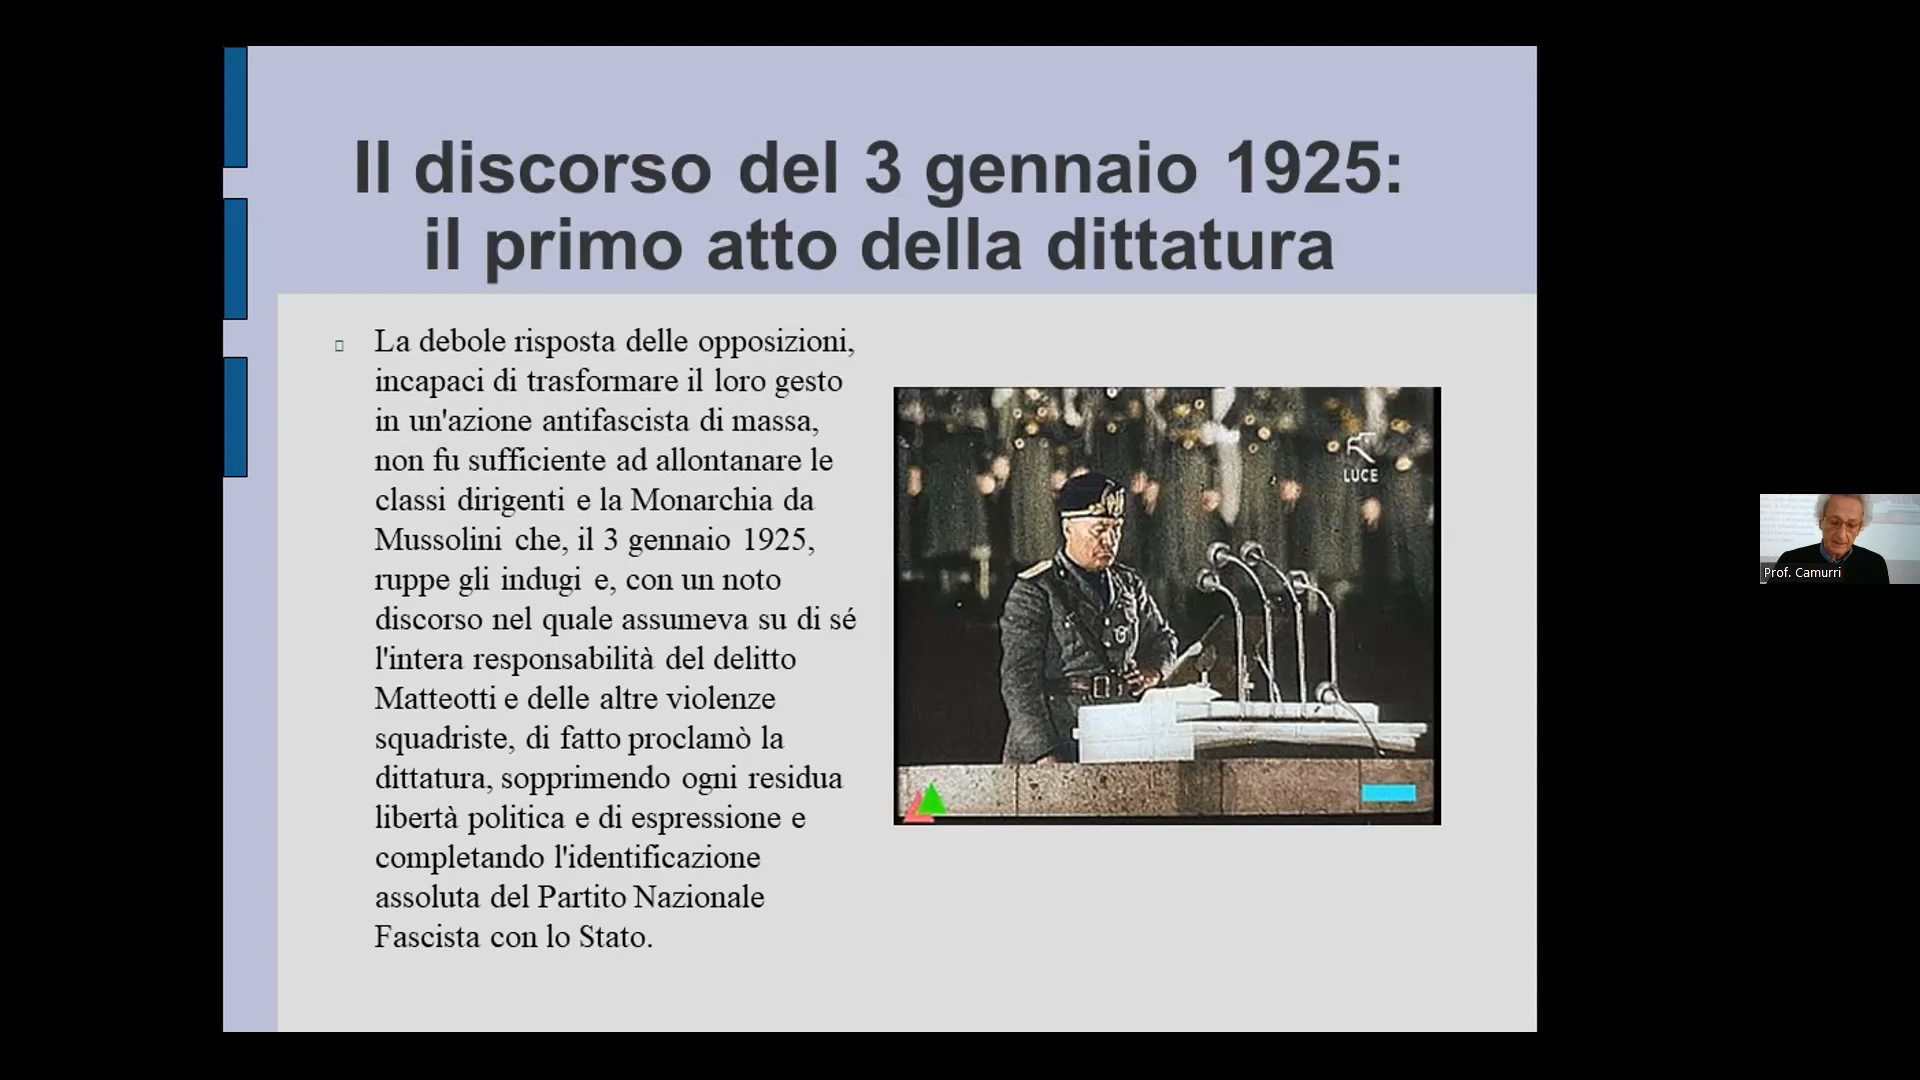 Il discorso del 3 gennaio 1925:
il primo atto della dittatura
La debole risposta delle opposizioni,
incapaci di trasformare il loro gesto
in un'azione antifascista di massa,
non fu sufficiente ad allontanare le
classi dirigenti e la Monarchia da
Mussolini che, il 3 gennaio 1925,
ruppe gli indugi e, con un noto
discorso nel quale assumeva su di sé
l'intera responsabilità del delitto
Matteotti e delle altre violenze
squadriste, di fatto proclamò la
dittatura, sopprimendo ogni residua
libertà politica e di espressione e
completando l'identificazione
assoluta del Partito Nazionale
Fascista con lo Stato.
LUCE
Prof. Camurri